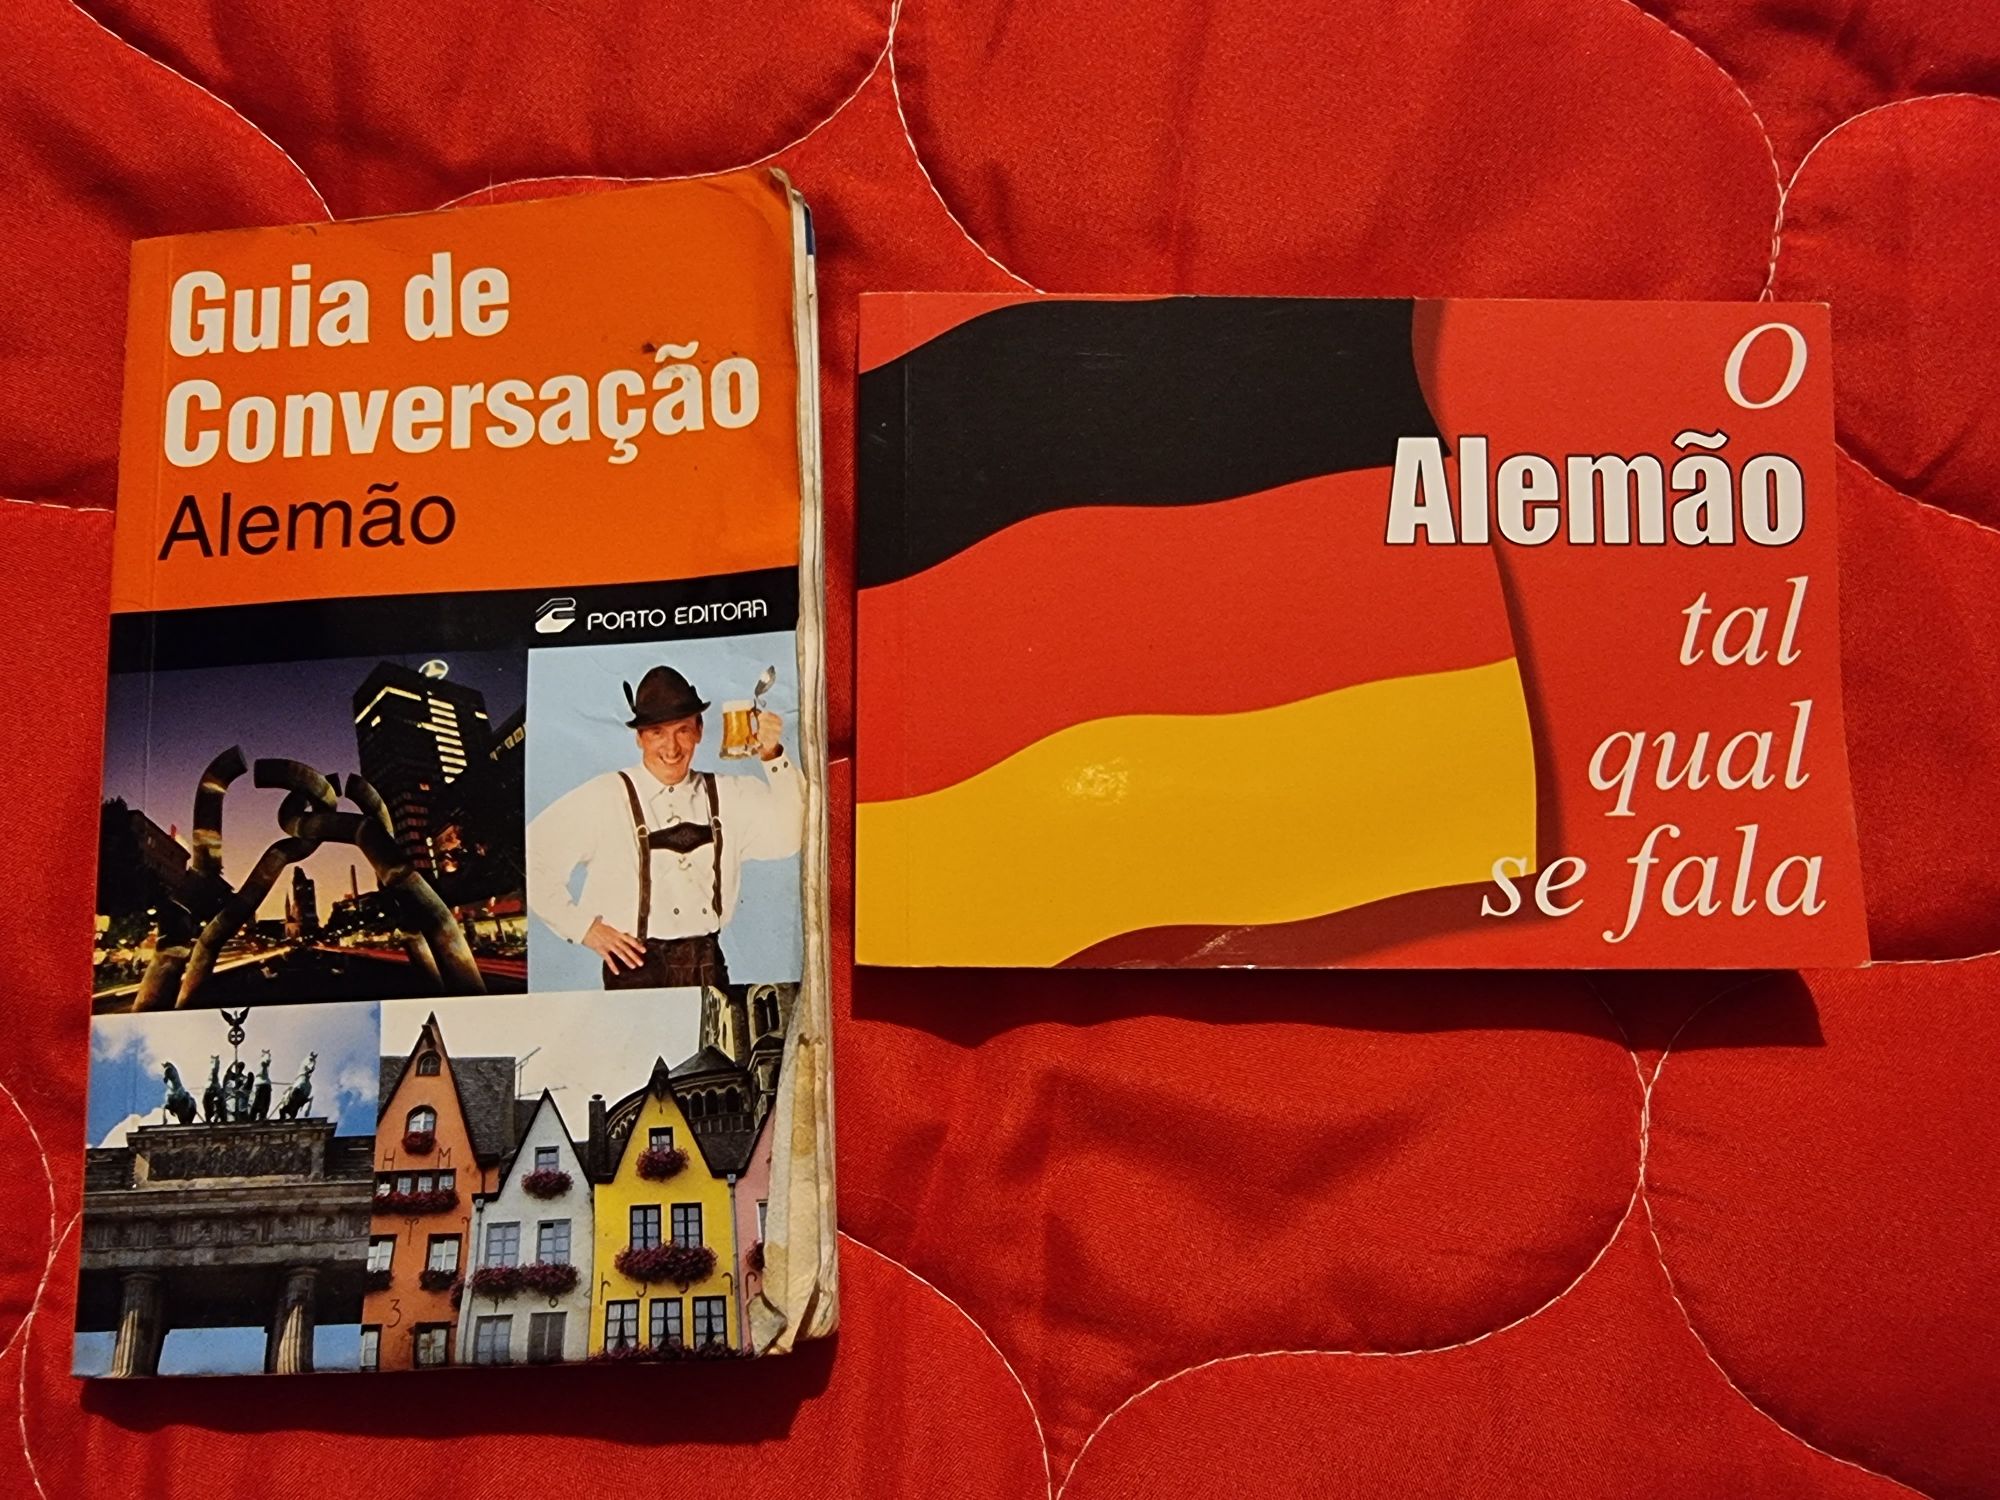 Guia de
Conversação
Alemão
PORTO EDITORA
O
Alemão
tal
qual
se fala